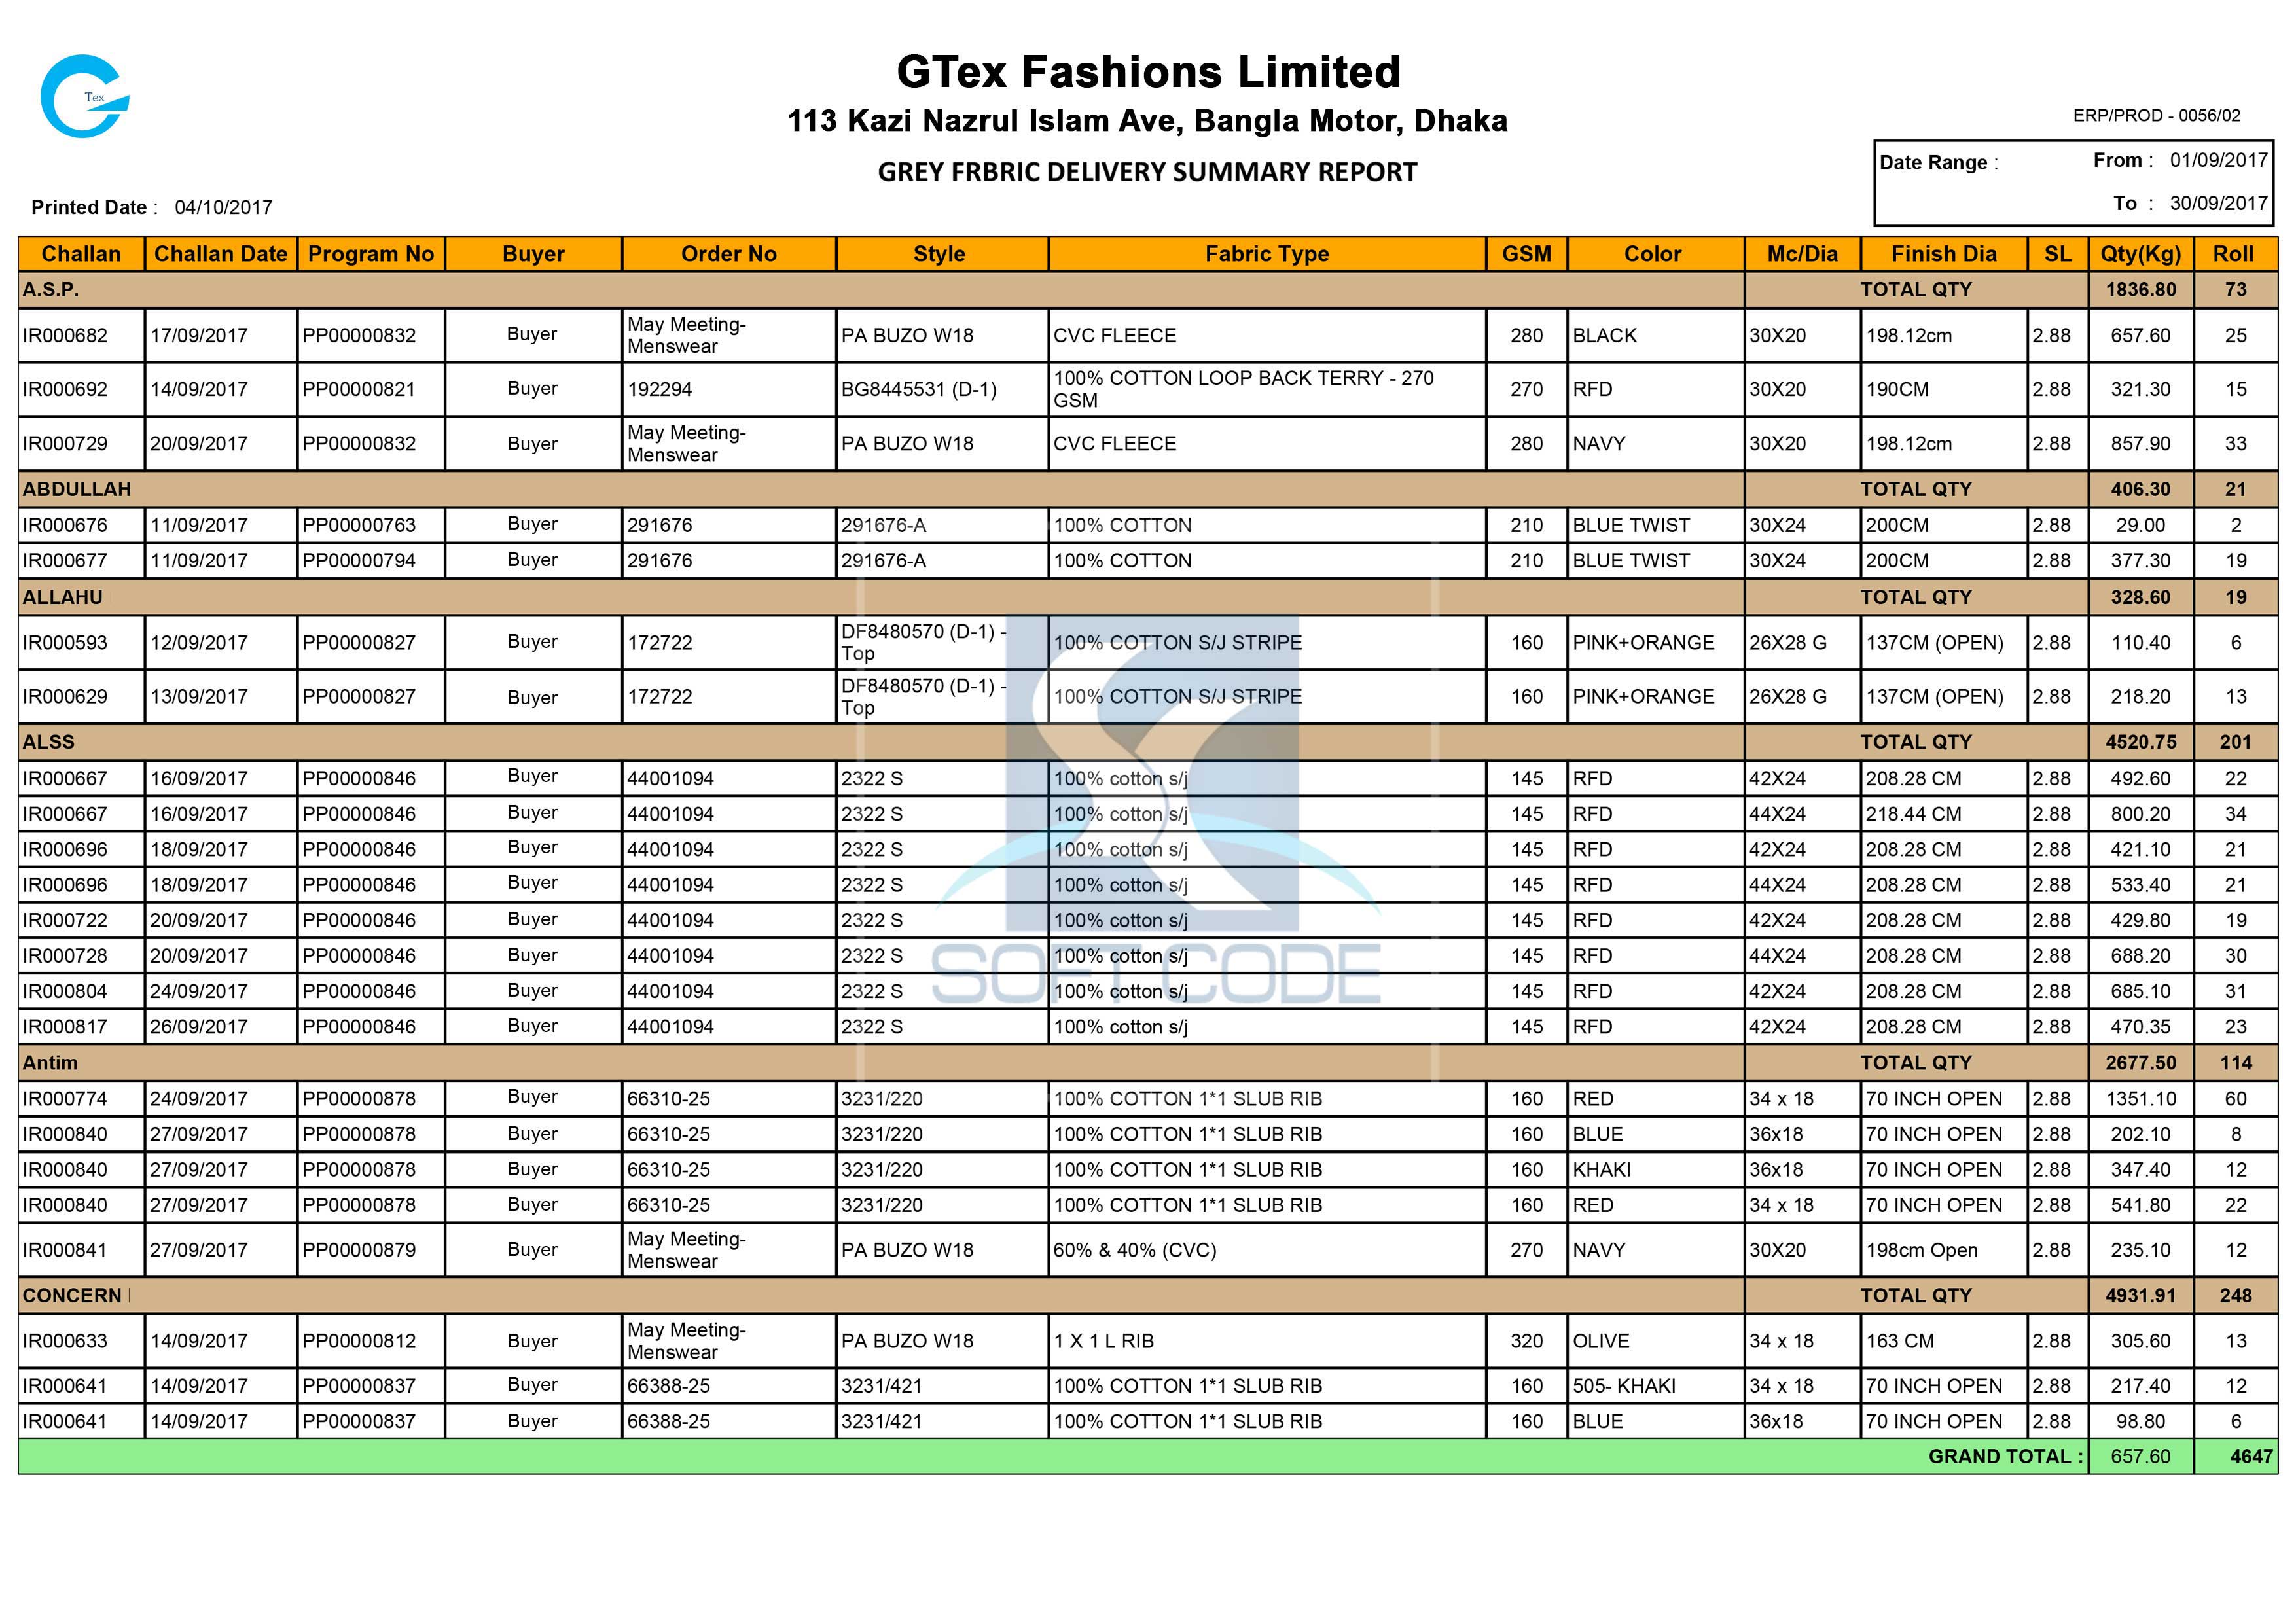 Tex
GTex Fashions Limited
113 Kazi Nazrul Islam Ave, Bangla Motor, Dhaka
GREY FRBRIC DELIVERY SUMMARY REPORT
ERP/PROD - 0056/02
Date Range : From : 01/09/2017
To : 30/09/2017
Printed Date : 04/10/2017
Challan Challan Date Program No Buyer Order No Style Fabric Type GSM Color Mc/Dia Finish Dia SL Qty(Kg) Roll
A.S.P. TOTAL QTY 1836.80 73
IR000682 17/09/2017 PP00000832 Buyer May Meeting-Menswear PA BUZO W18 CVC FLEECE 280 BLACK 30X20 198.12cm 2.88 657.60 25
IR000692 14/09/2017 PP00000821 Buyer 192294 BG8445531 (D-1) 100% COTTON LOOP BACK TERRY - 270 GSM 270 RFD 30X20 190CM 2.88 321.30 15
IR000729 20/09/2017 PP00000832 Buyer May Meeting-Menswear PA BUZO W18 CVC FLEECE 280 NAVY 30X20 198.12cm 2.88 857.90 33
ABDULLAH TOTAL QTY 406.30 21
IR000676 11/09/2017 PP00000763 Buyer 291676 291676-A 100% COTTON 210 BLUE TWIST 30X24 200CM 2.88 29.00 2
IR000677 11/09/2017 PP00000794 Buyer 291676 291676-A 100% COTTON 210 BLUE TWIST 30X24 200CM 2.88 377.30 19
ALLAHU TOTAL QTY 328.60 19
IR000593 12/09/2017 PP00000827 Buyer 172722 DF8480570 (D-1) - Top 100% COTTON S/J STRIPE 160 PINK+ORANGE 26X28 G 137CM (OPEN) 2.88 110.40 6
IR000629 13/09/2017 PP00000827 Buyer 172722 DF8480570 (D-1) - Top 100% COTTON S/J STRIPE 160 PINK+ORANGE 26X28 G 137CM (OPEN) 2.88 218.20 13
ALSS TOTAL QTY 4520.75 201
IR000667 16/09/2017 PP00000846 Buyer 44001094 2322 S 100% cotton s/j 145 RFD 42X24 208.28 CM 2.88 492.60 22
IR000667 16/09/2017 PP00000846 Buyer 44001094 2322 S 100% cotton s/j 145 RFD 44X24 218.44 CM 2.88 800.20 34
IR000696 18/09/2017 PP00000846 Buyer 44001094 2322 S 100% cotton s/j 145 RFD 42X24 208.28 CM 2.88 421.10 21
IR000696 18/09/2017 PP00000846 Buyer 44001094 2322 S 100% cotton s/j 145 RFD 44X24 208.28 CM 2.88 533.40 21
IR000722 20/09/2017 PP00000846 Buyer 44001094 2322 S 100% cotton s/j 145 RFD 42X24 208.28 CM 2.88 429.80 19
IR000728 20/09/2017 PP00000846 Buyer 44001094 2322 S 100% cotton s/j 145 RFD 44X24 208.28 CM 2.88 688.20 30
SOFT CODE
IR000804 24/09/2017 PP00000846 Buyer 44001094 2322 S 100% cotton s/j 145 RFD 42X24 208.28 CM 2.88 685.10 31
IR000817 26/09/2017 PP00000846 Buyer 44001094 2322 S 100% cotton s/j 145 RFD 42X24 208.28 CM 2.88 470.35 23
Antim TOTAL QTY 2677.50 114
IR000774 24/09/2017 PP00000878 Buyer 66310-25 3231/220 100% COTTON 1*1 SLUB RIB 160 RED 34 x 18 70 INCH OPEN 2.88 1351.10 60
IR000840 27/09/2017 PP00000878 Buyer 66310-25 3231/220 100% COTTON 1*1 SLUB RIB 160 BLUE 36x18 70 INCH OPEN 2.88 202.10 8
IR000840 27/09/2017 PP00000878 Buyer 66310-25 3231/220 100% COTTON 1*1 SLUB RIB 160 KHAKI 36x18 70 INCH OPEN 2.88 347.40 12
IR000840 27/09/2017 PP00000878 Buyer 66310-25 3231/220 100% COTTON 1*1 SLUB RIB 160 RED 34 x 18 70 INCH OPEN 2.88 541.80 22
IR000841 27/09/2017 PP00000879 Buyer May Meeting-Menswear PA BUZO W18 60% & 40% (CVC) 270 NAVY 30X20 198cm Open 2.88 235.10 12
CONCERN TOTAL QTY 4931.91 248
IR000633 14/09/2017 PP00000812 Buyer May Meeting-Menswear PA BUZO W18 1 X 1 L RIB 320 OLIVE 34 x 18 163 CM 2.88 305.60 13
IR000641 14/09/2017 PP00000837 Buyer 66388-25 3231/421 100% COTTON 1*1 SLUB RIB 160 505- KHAKI 34 x 18 70 INCH OPEN 2.88 217.40 12
IR000641 14/09/2017 PP00000837 Buyer 66388-25 3231/421 100% COTTON 1*1 SLUB RIB 160 BLUE 36x18 70 INCH OPEN 2.88 98.80 6
GRAND TOTAL : 657.60 4647